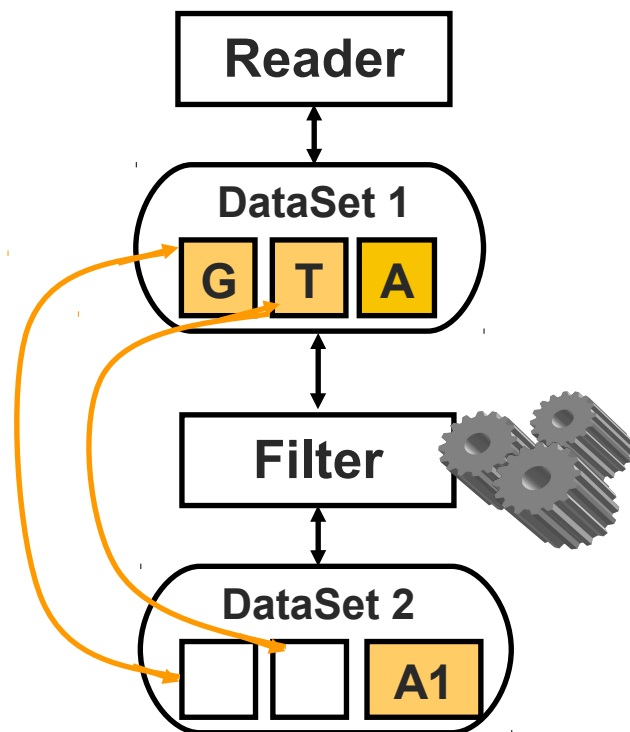 Reader
DataSet 1
G T A
Filter
DataSet 2
A1